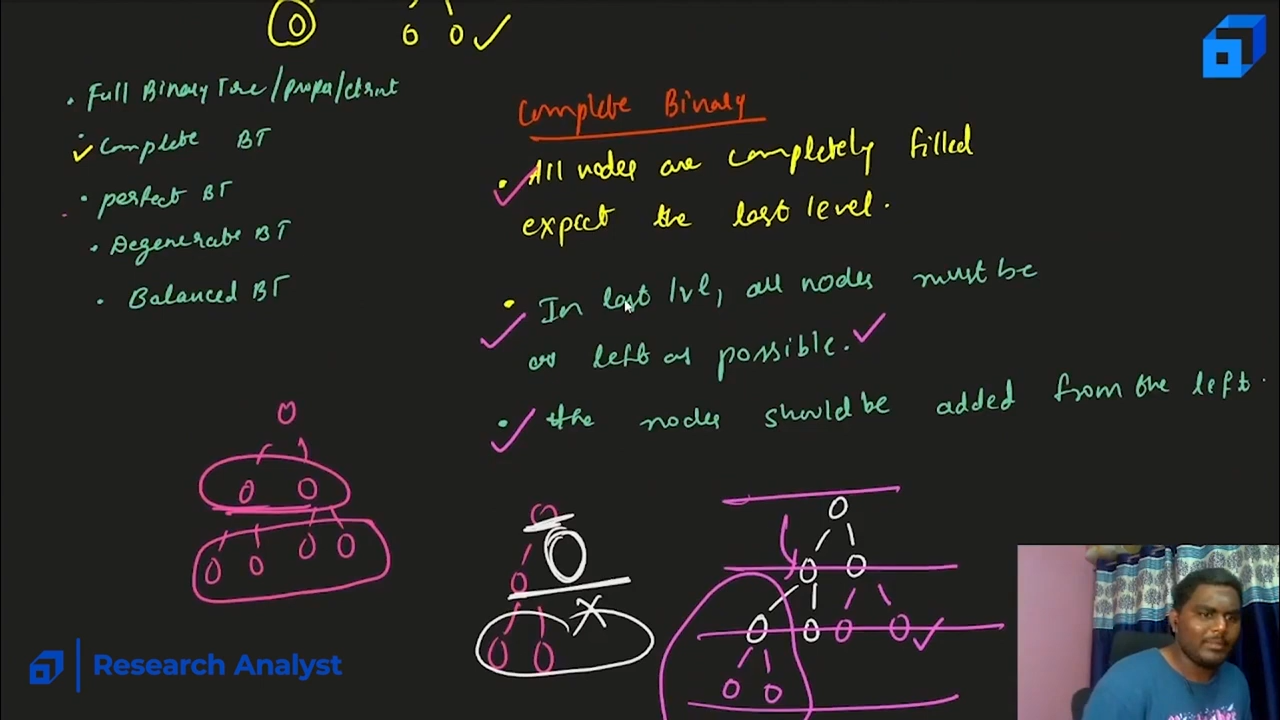 Full Binary Tree/proper/strict
Complete BT
perfect BT
Degenerate BT
Balanced BT
Complete Binary
All nodes are completely filled
expect the last level.
In last lvl, all nodes must be
as left as possible.
the nodes should be added from the left.
Research Analyst